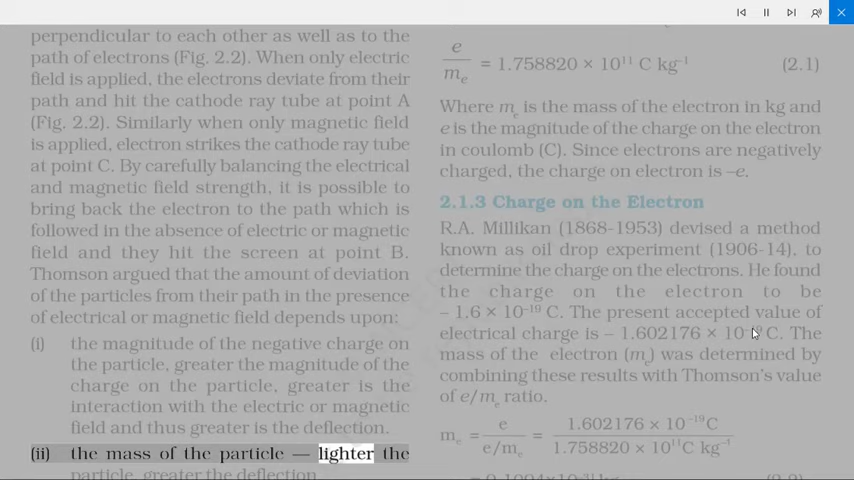 perpendicular to each other as well as to the
path of electrons (Fig. 2.2). When only electric
field is applied, the electrons deviate from their
path and hit the cathode ray tube at point A
(Fig. 2.2). Similarly when only magnetic field
is applied, electron strikes the cathode ray tube
at point C. By carefully balancing the electrical
and magnetic field strength, it is possible to
bring back the electron to the path which is
followed in the absence of electric or magnetic
field and they hit the screen at point B.
Thomson argued that the amount of deviation
of the particles from their path in the presence
of electrical or magnetic field depends upon:
(i) the magnitude of the negative charge on
the particle, greater the magnitude of the
charge on the particle, greater is the
interaction with the electric or magnetic
field and thus greater is the deflection.
(ii) the mass of the particle — lighter the
particle, greater the deflection.
e/mₑ = 1.758820 × 10¹¹ C kg⁻¹ (2.1)
Where mₑ is the mass of the electron in kg and
e is the magnitude of the charge on the electron
in coulomb (C). Since electrons are negatively
charged, the charge on electron is –e.
2.1.3 Charge on the Electron
R.A. Millikan (1868-1953) devised a method
known as oil drop experiment (1906-14), to
determine the charge on the electrons. He found
the charge on the electron to be
– 1.6 × 10⁻¹⁹ C. The present accepted value of
electrical charge is – 1.602176 × 10⁻¹⁹ C. The
mass of the electron (mₑ) was determined by
combining these results with Thomson's value
of e/mₑ ratio.
mₑ = e / e/mₑ = 1.602176 × 10⁻¹⁹C / 1.758820 × 10¹¹C kg⁻¹